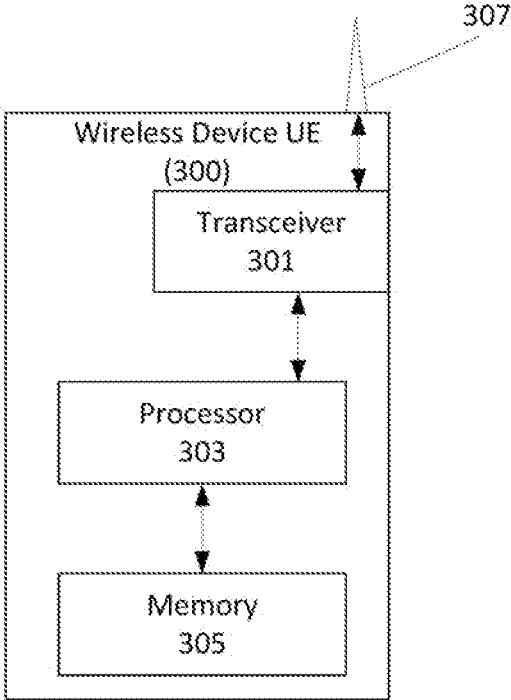 307
Wireless Device UE
(300)
Transceiver
301
Processor
303
Memory
305